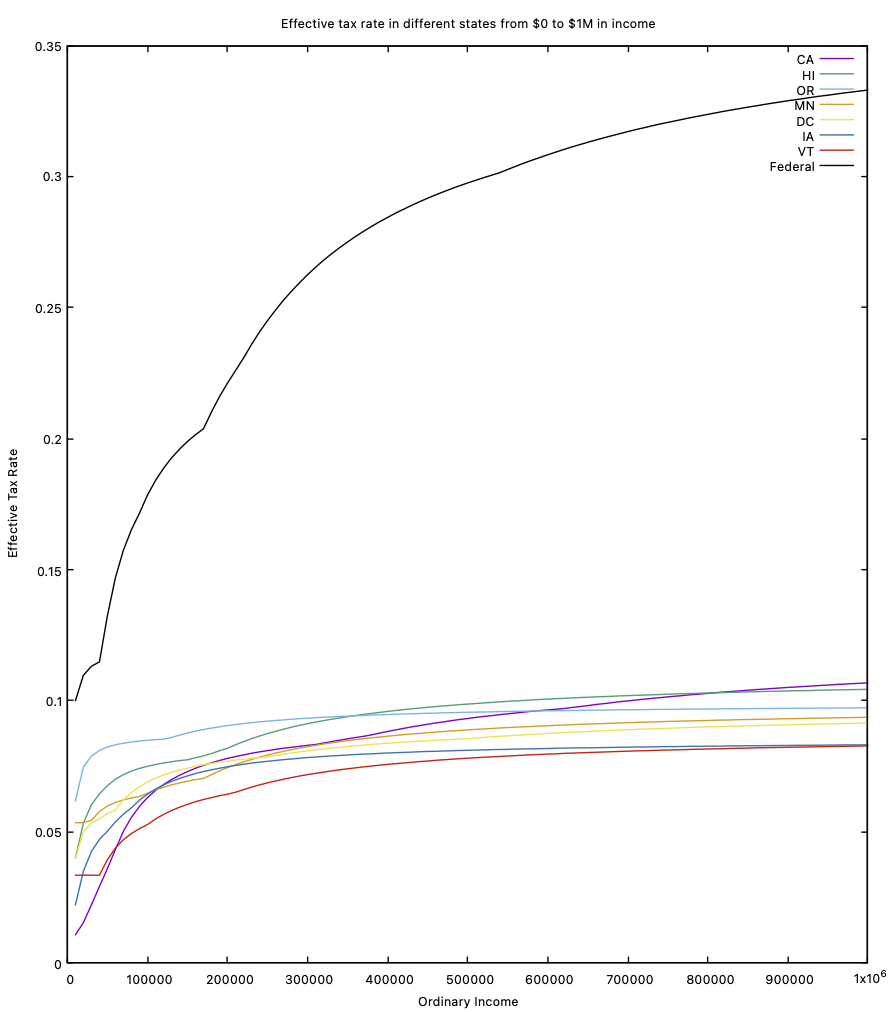 Effective tax rate in different states from $0 to $1M in income
0.35
CA
HI
OR
MN
DC
IA
VT
Federal
0.3
0.25
0.2
0.15
0.1
0.05
0
Effective Tax Rate
0 100000 200000 300000 400000 500000 600000 700000 800000 900000 1x10⁶
Ordinary Income